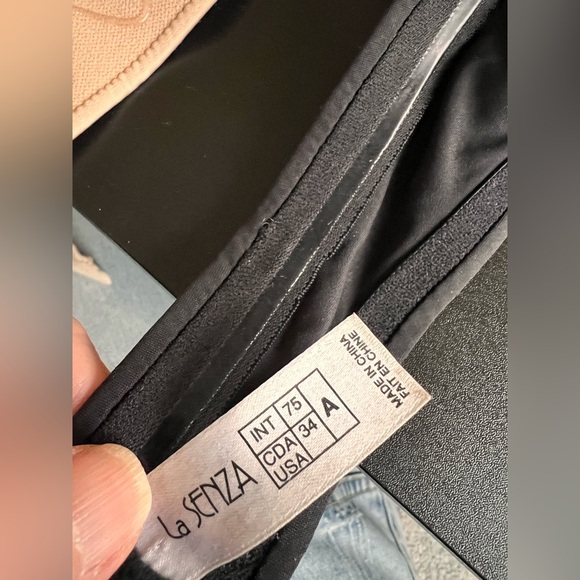 La SENZA
INT 75 A
CDA 34
USA
MADE IN CHINA
FAIT EN CHINE